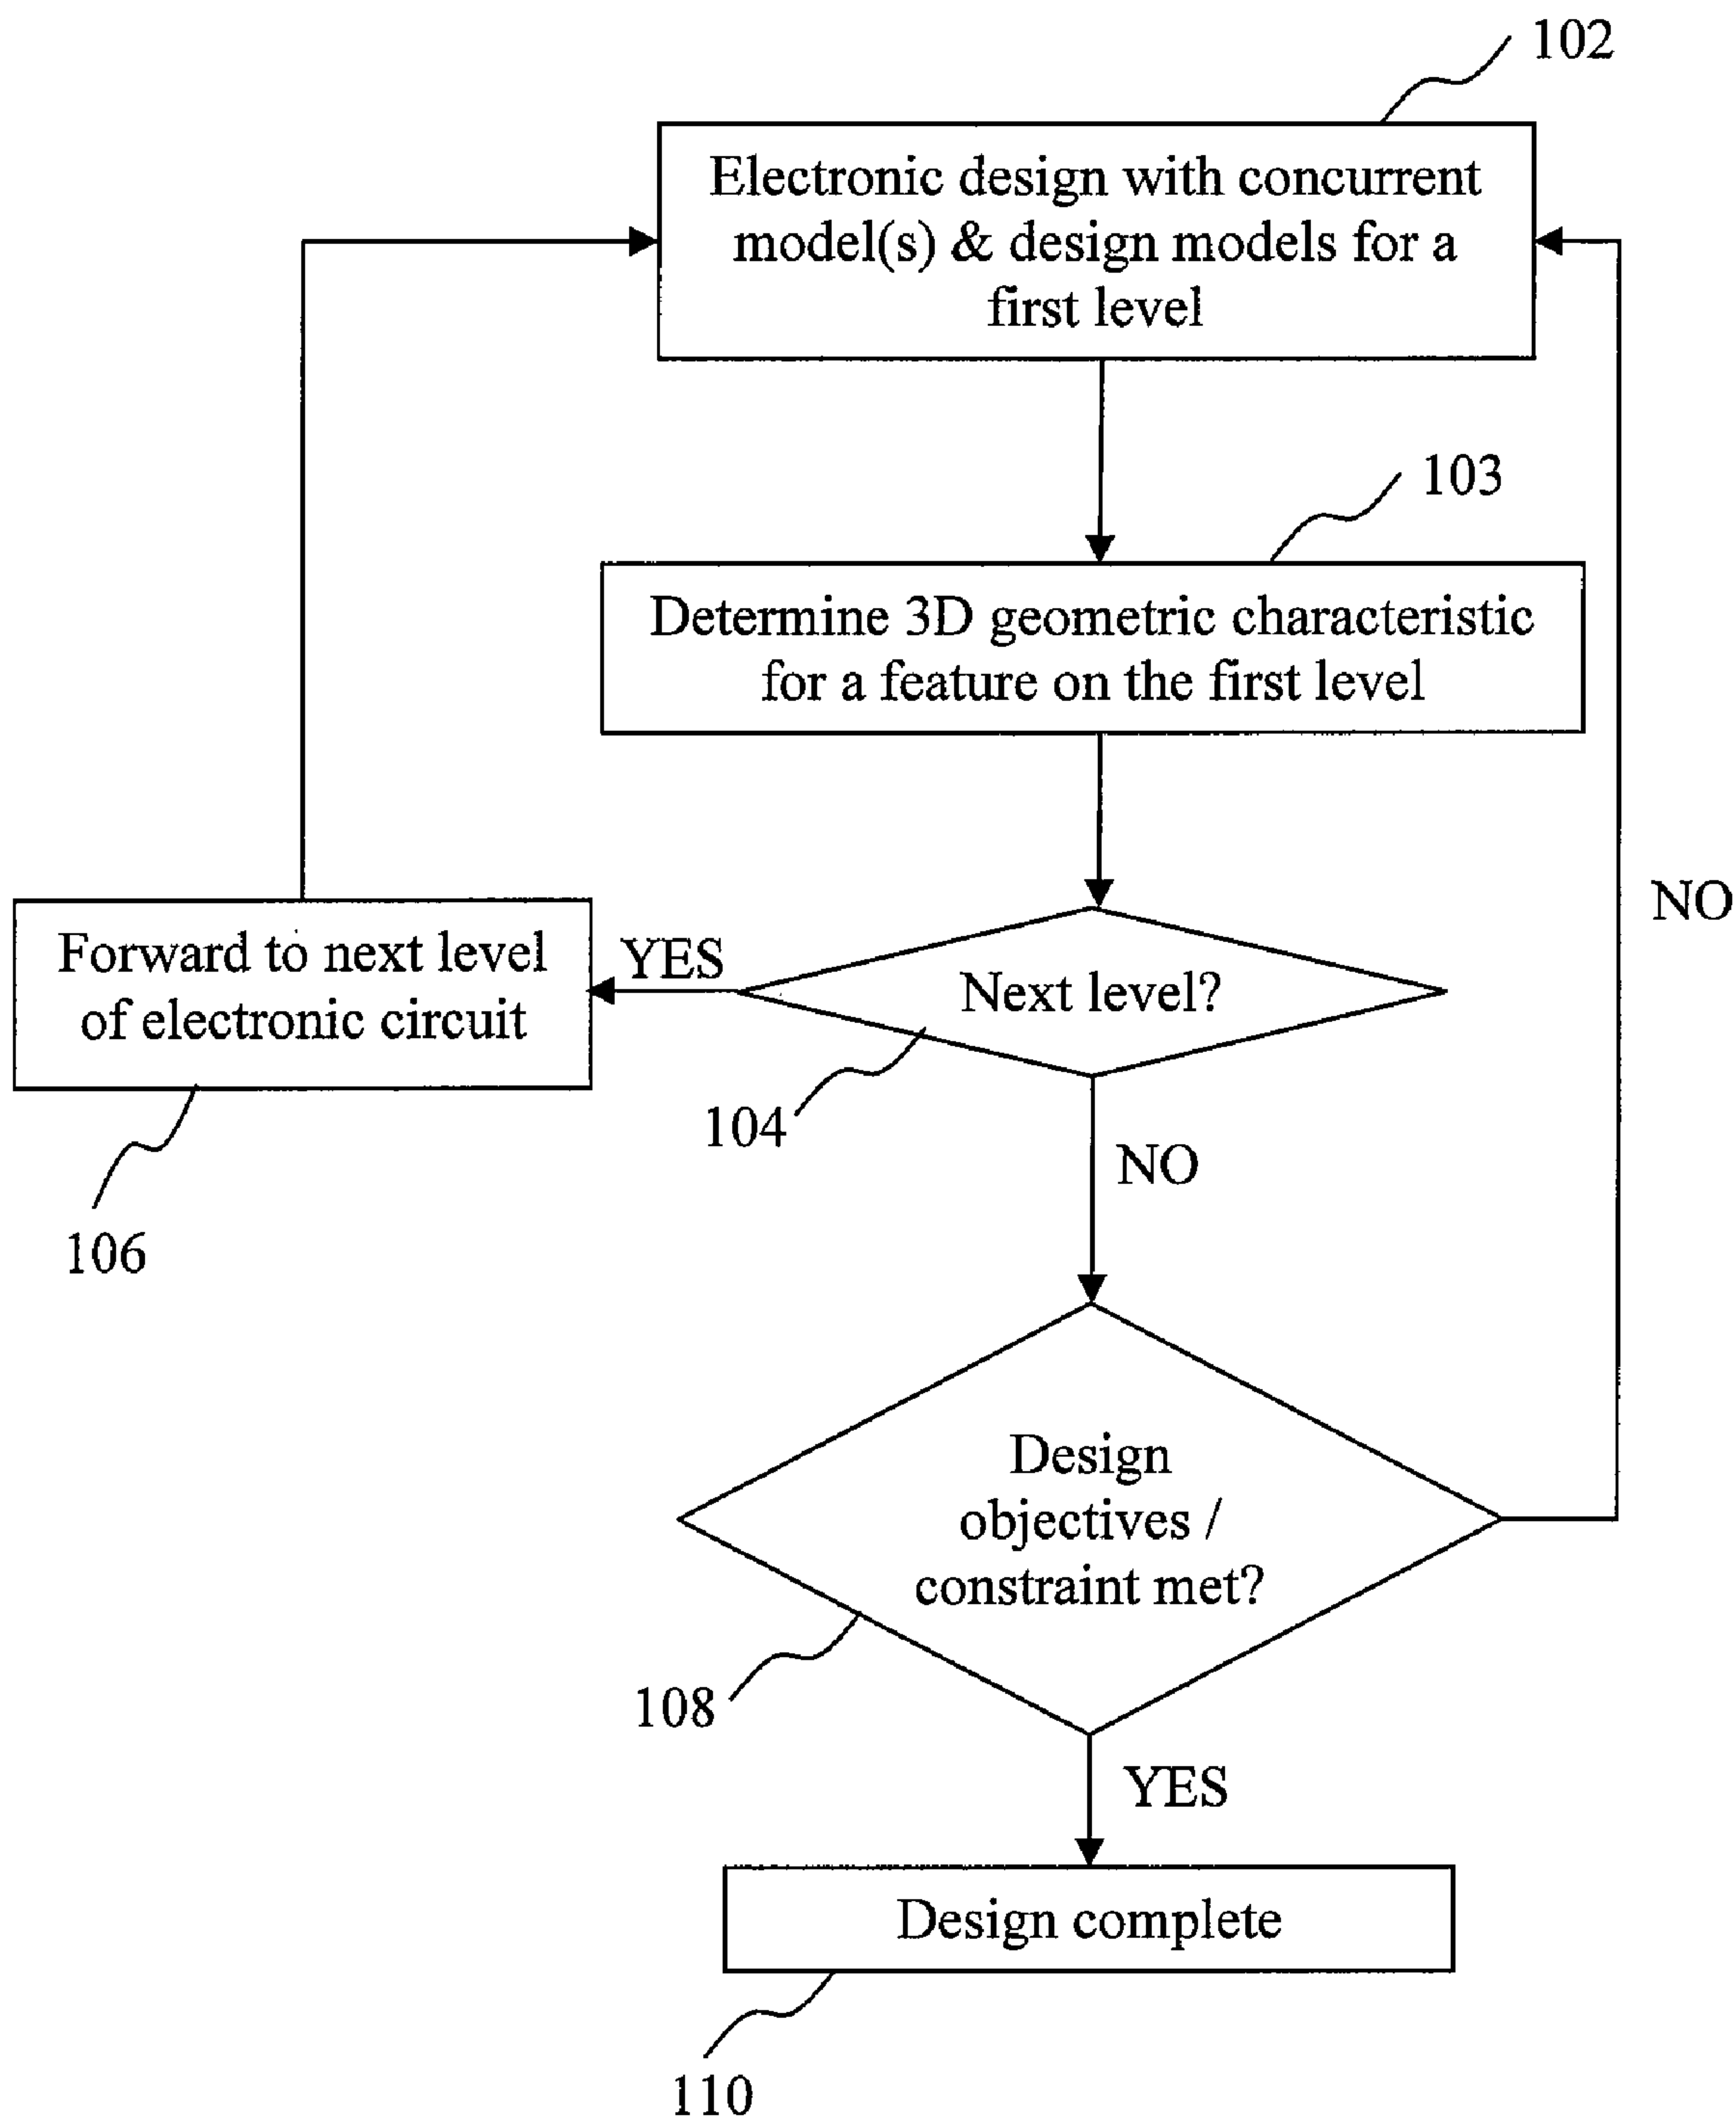 102
Electronic design with concurrent
model(s) & design models for a
first level
103
Determine 3D geometric characteristic
for a feature on the first level
NO
Forward to next level
of electronic circuit
YES
Next level?
104
NO
106
Design
objectives /
constraint met?
108
YES
Design complete
110